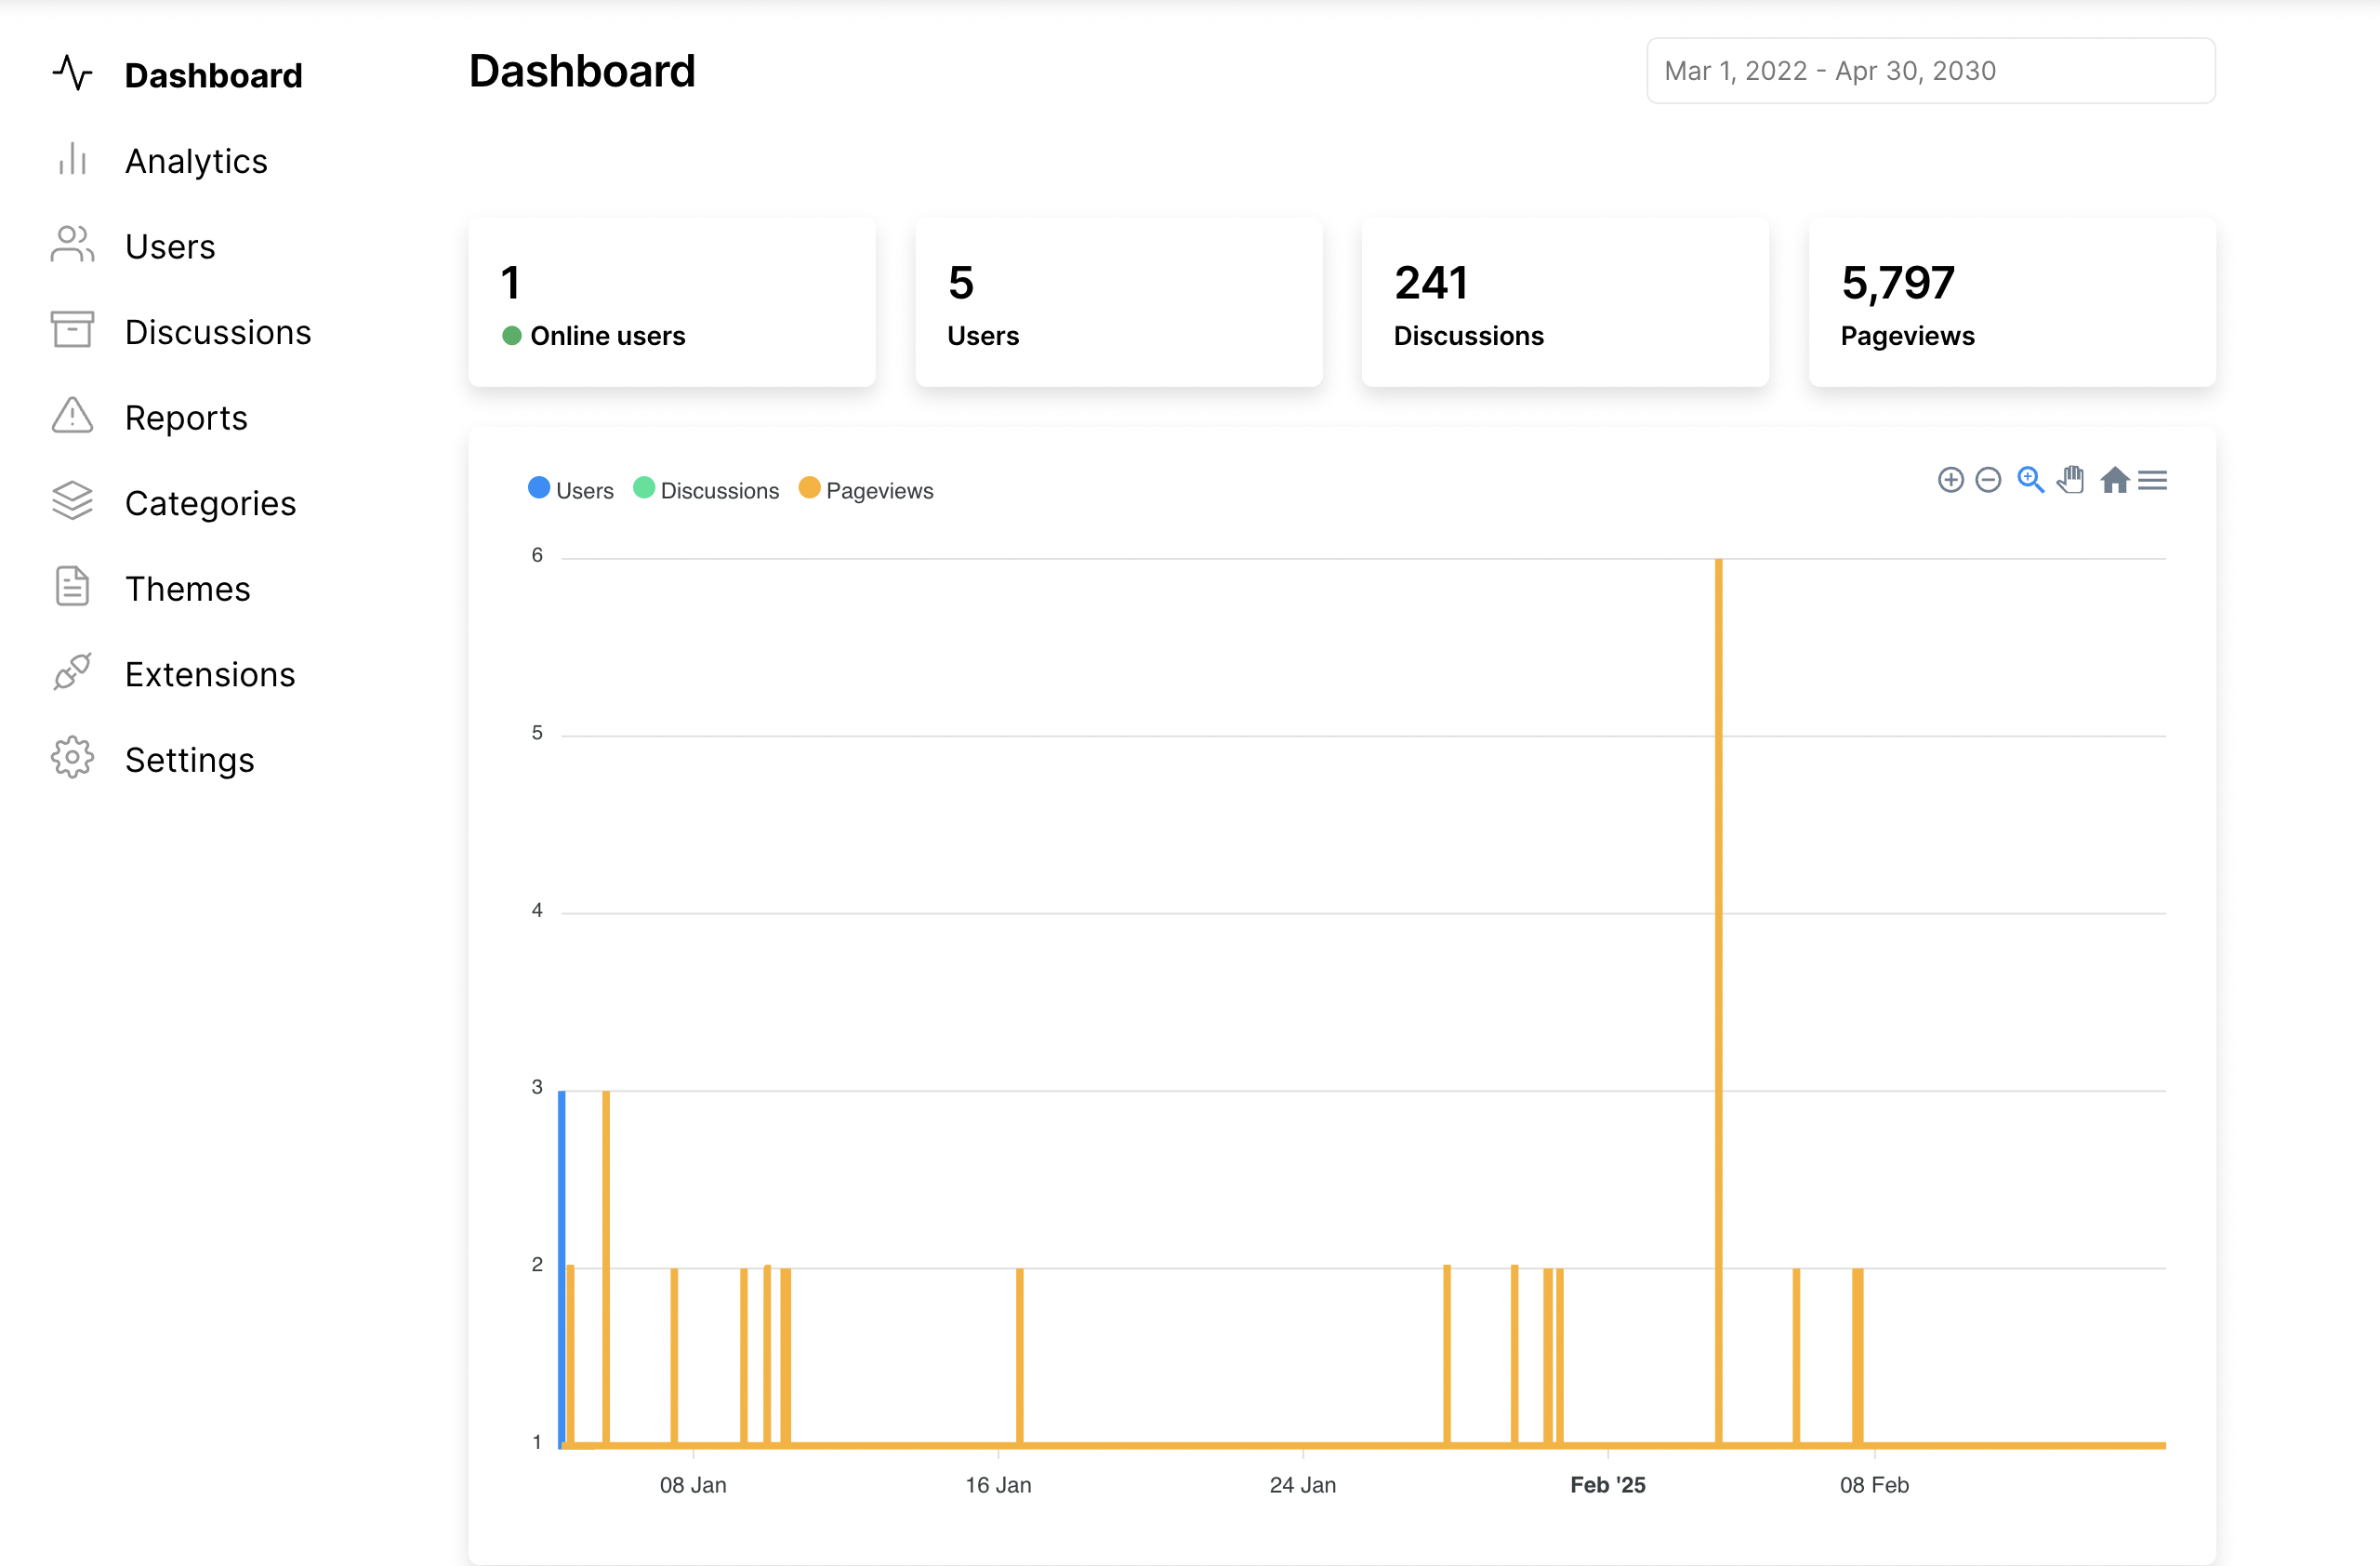 Dashboard
Analytics
Users
Discussions
Reports
Categories
Themes
Extensions
Settings
Dashboard
Mar 1, 2022 - Apr 30, 2030
1
Online users
5
Users
241
Discussions
5,797
Pageviews
Users Discussions Pageviews
6
5
4
3
2
1
08 Jan 16 Jan 24 Jan Feb '25 08 Feb